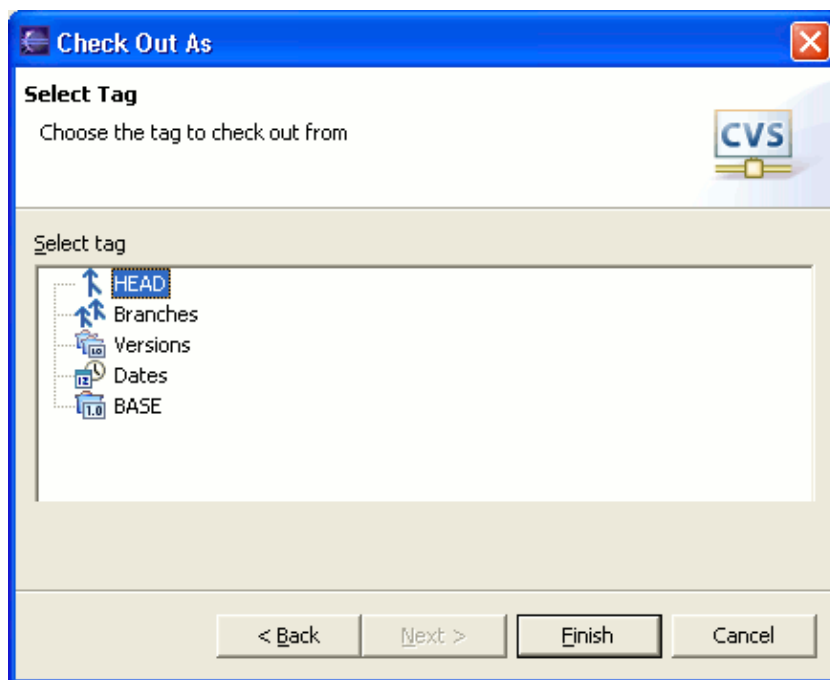 Check Out As
Select Tag
Choose the tag to check out from
CVS
Select tag
HEAD
Branches
Versions
Dates
BASE
< Back Next > Finish Cancel